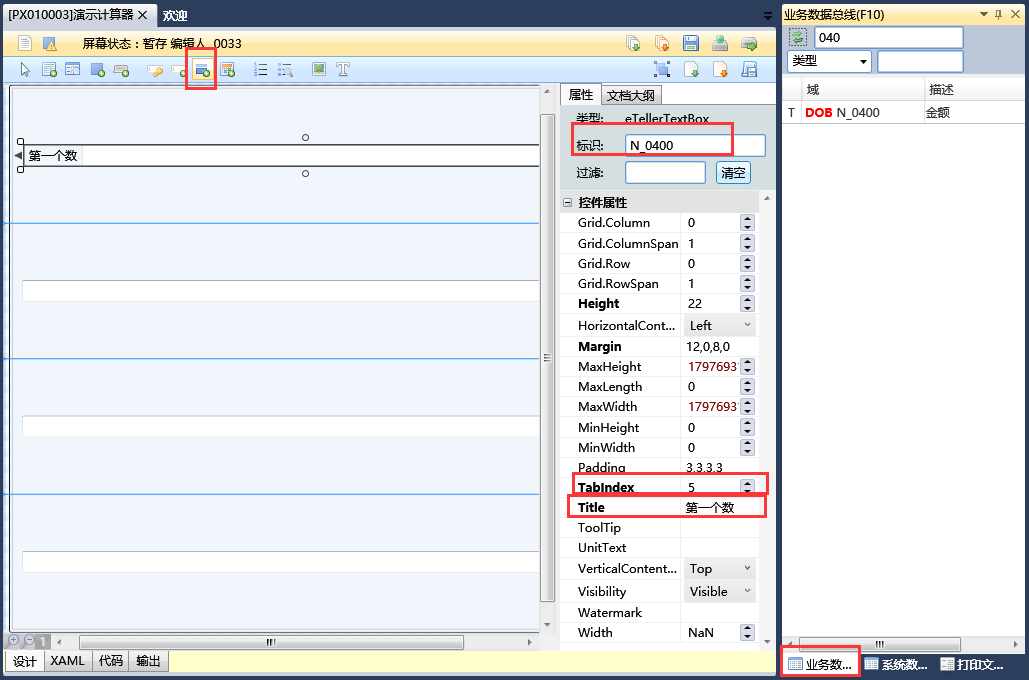 [PX010003]演示计算器 欢迎
屏幕状态：暂存 编辑人 0033
第一个数
1
设计 XAML 代码 输出
属性 文档大纲
类型: eTellerTextBox
标识: N_0400
过滤: 清空
控件属性
Grid.Column 0
Grid.ColumnSpan 1
Grid.Row 0
Grid.RowSpan 1
Height 22
HorizontalCont... Left
Margin 12,0,8,0
MaxHeight 1797693
MaxLength 0
MaxWidth 1797693
MinHeight 0
MinWidth 0
Padding 3,3,3,3
TabIndex 5
Title 第一个数
ToolTip
UnitText
VerticalContent... Top
Visibility Visible
Watermark
Width NaN
业务数据总线(F10)
040
类型
域 描述
T DOB N_0400 金额
业务数... 系统数... 打印文...